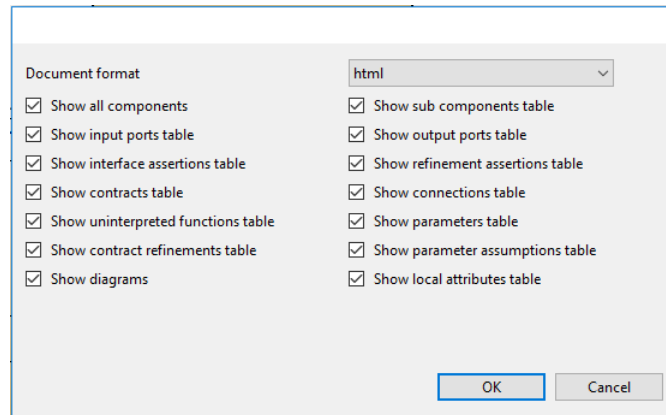 Document format html
Show all components Show sub components table
Show input ports table Show output ports table
Show interface assertions table Show refinement assertions table
Show contracts table Show connections table
Show uninterpreted functions table Show parameters table
Show contract refinements table Show parameter assumptions table
Show diagrams Show local attributes table
OK Cancel